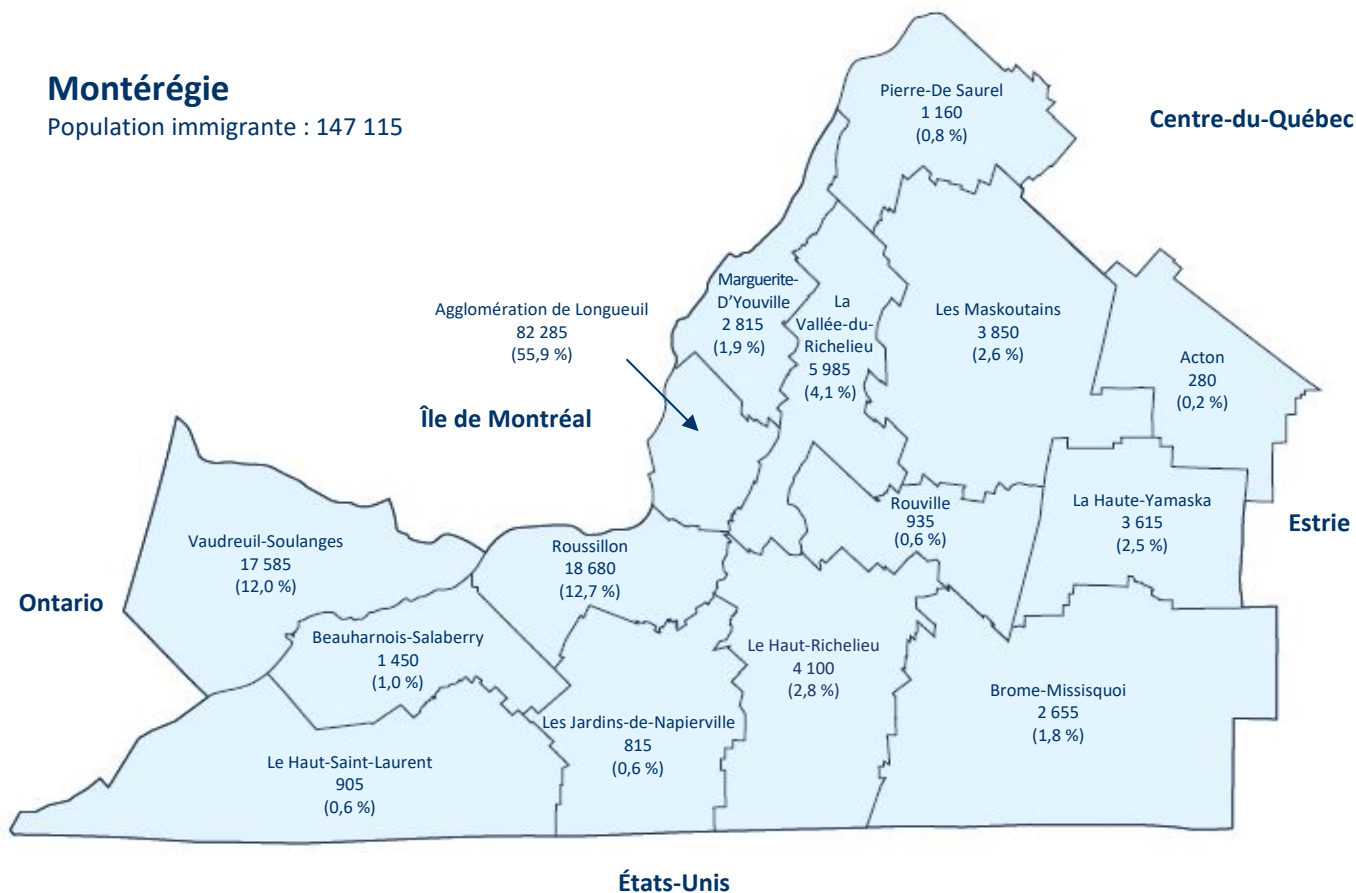 Montérégie
Population immigrante : 147 115
Pierre-De Saurel
1 160
(0,8 %)
Centre-du-Québec
Marguerite-
D'Youville
2 815
(1,9 %)
La
Vallée-du-
Richelieu
5 985
(4,1 %)
Les Maskoutains
3 850
(2,6 %)
Agglomération de Longueuil
82 285
(55,9 %)
Acton
280
(0,2 %)
Île de Montréal
Rouville
935
(0,6 %)
La Haute-Yamaska
3 615
(2,5 %)
Estrie
Vaudreuil-Soulanges
17 585
(12,0 %)
Roussillon
18 680
(12,7 %)
Ontario
Beauharnois-Salaberry
1 450
(1,0 %)
Le Haut-Richelieu
4 100
(2,8 %)
Brome-Missisquoi
2 655
(1,8 %)
Les Jardins-de-Napierville
815
(0,6 %)
Le Haut-Saint-Laurent
905
(0,6 %)
États-Unis